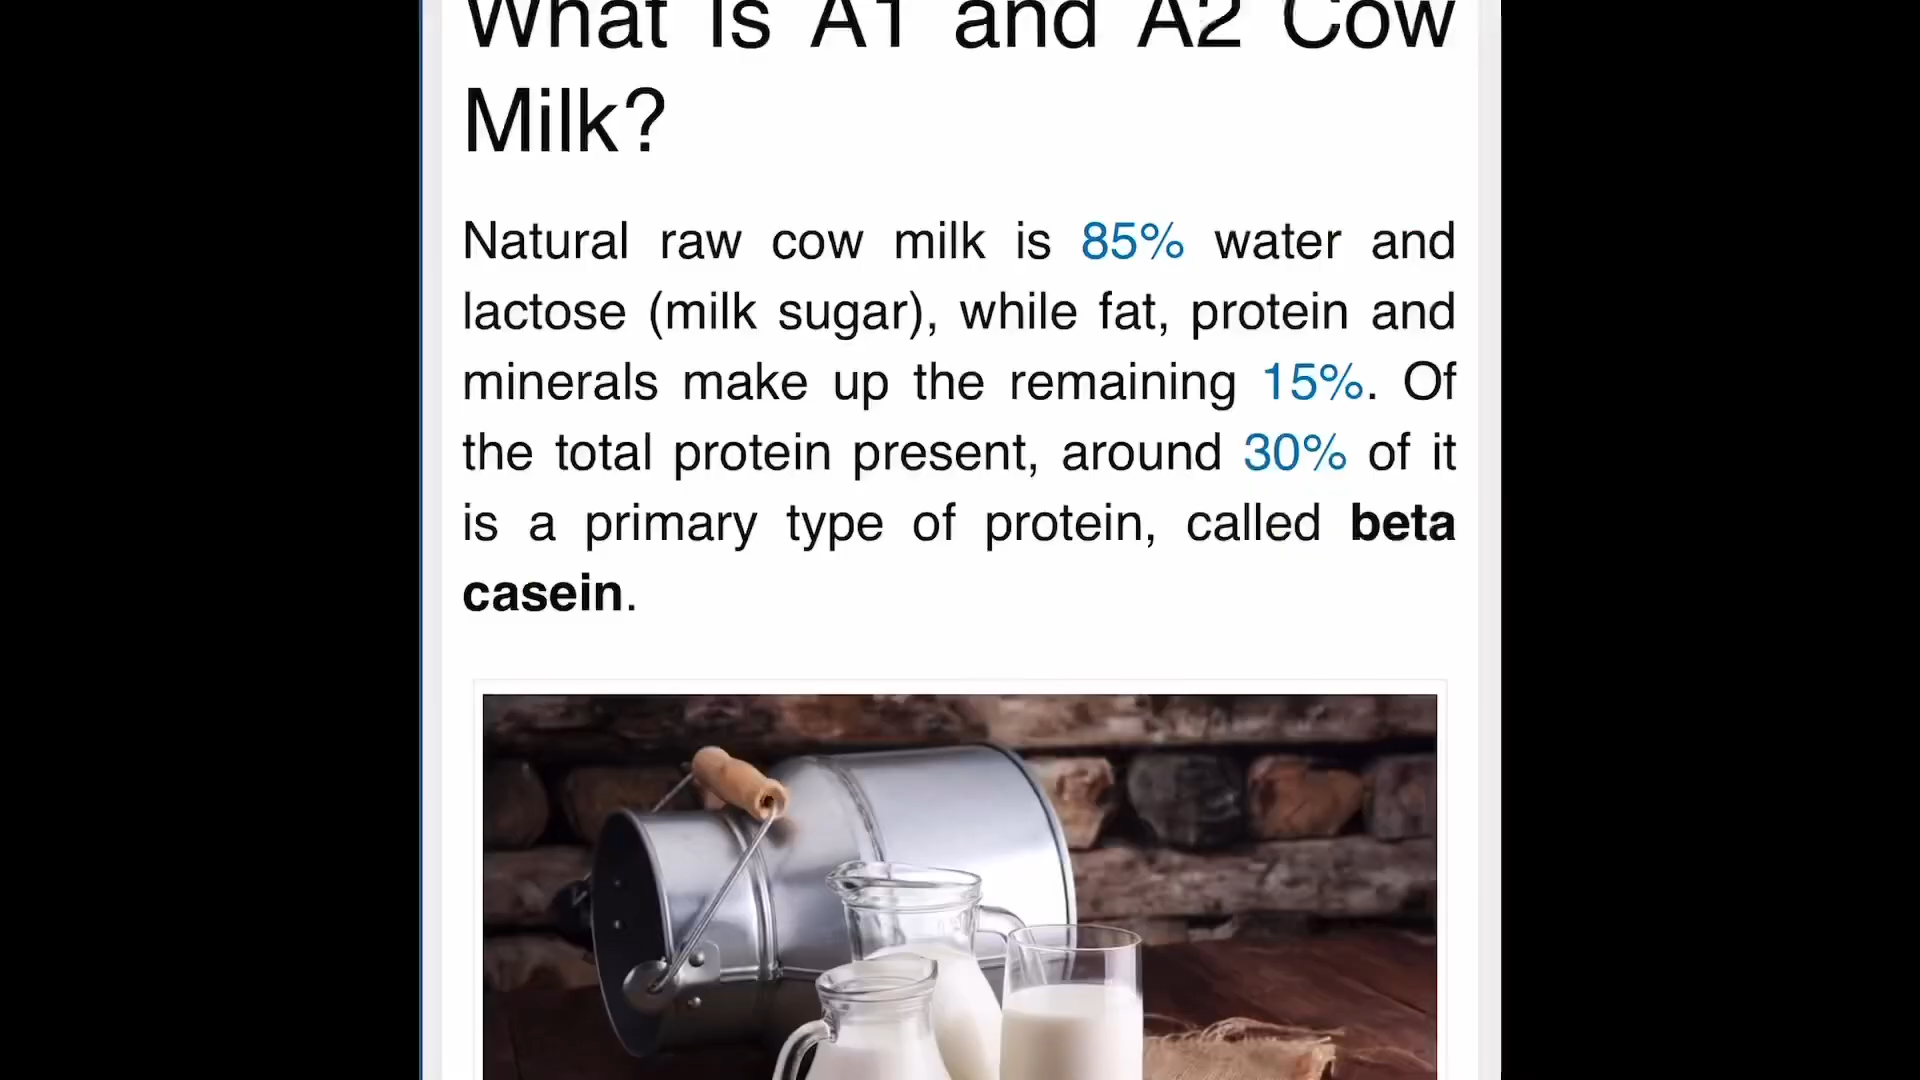 What Is A1 and A2 Cow
Milk?
Natural raw cow milk is 85% water and
lactose (milk sugar), while fat, protein and
minerals make up the remaining 15%. Of
the total protein present, around 30% of it
is a primary type of protein, called beta
casein.